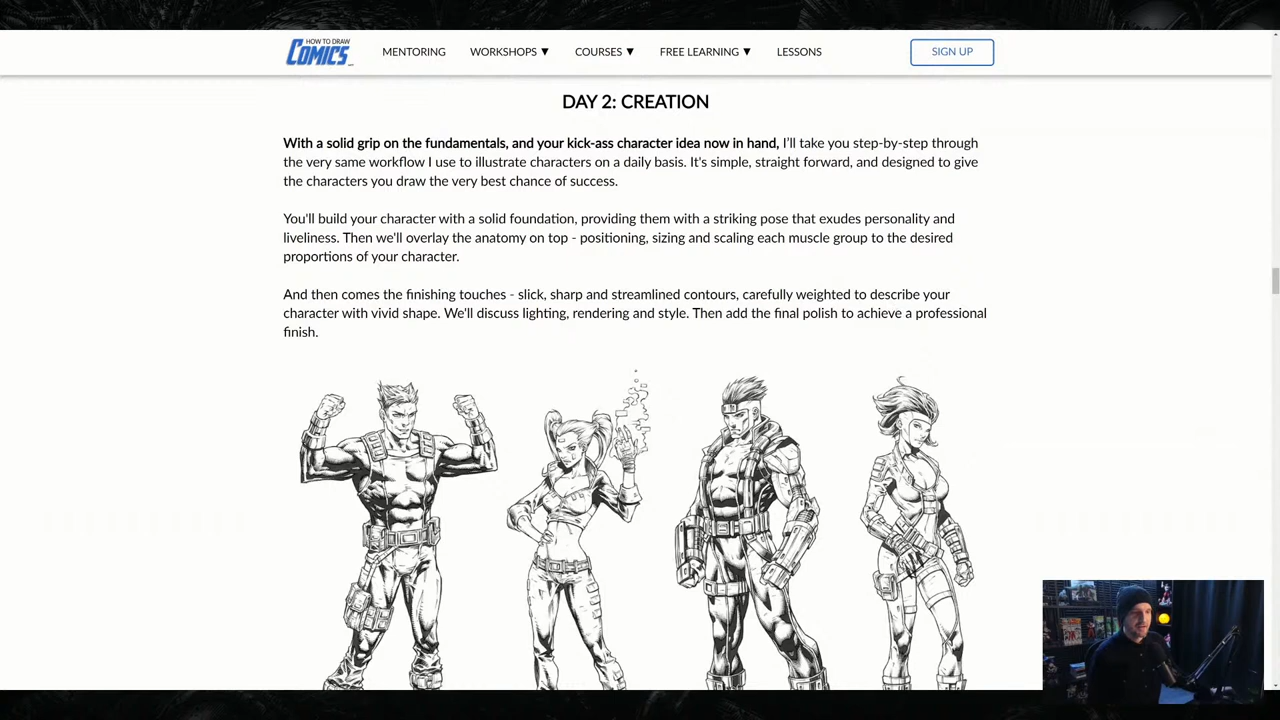 HOW TO DRAW
COMICS
MENTORING WORKSHOPS ▼ COURSES ▼ FREE LEARNING ▼ LESSONS SIGN UP
DAY 2: CREATION
With a solid grip on the fundamentals, and your kick-ass character idea now in hand, I'll take you step-by-step through
the very same workflow I use to illustrate characters on a daily basis. It's simple, straight forward, and designed to give
the characters you draw the very best chance of success.
You'll build your character with a solid foundation, providing them with a striking pose that exudes personality and
liveliness. Then we'll overlay the anatomy on top - positioning, sizing and scaling each muscle group to the desired
proportions of your character.
And then comes the finishing touches - slick, sharp and streamlined contours, carefully weighted to describe your
character with vivid shape. We'll discuss lighting, rendering and style. Then add the final polish to achieve a professional
finish.